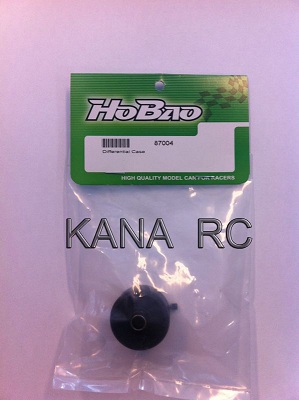 HoBao
87004
Differential Case
HIGH QUALITY MODEL CAR FOR RACERS
KANA RC